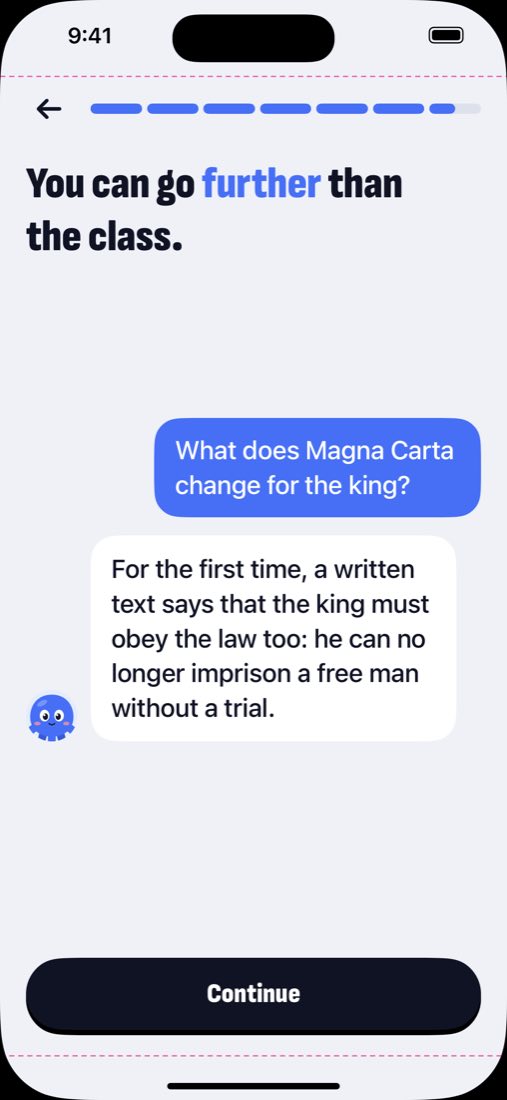 9:41
You can go further than
the class.
What does Magna Carta
change for the king?
For the first time, a written
text says that the king must
obey the law too: he can no
longer imprison a free man
without a trial.
Continue